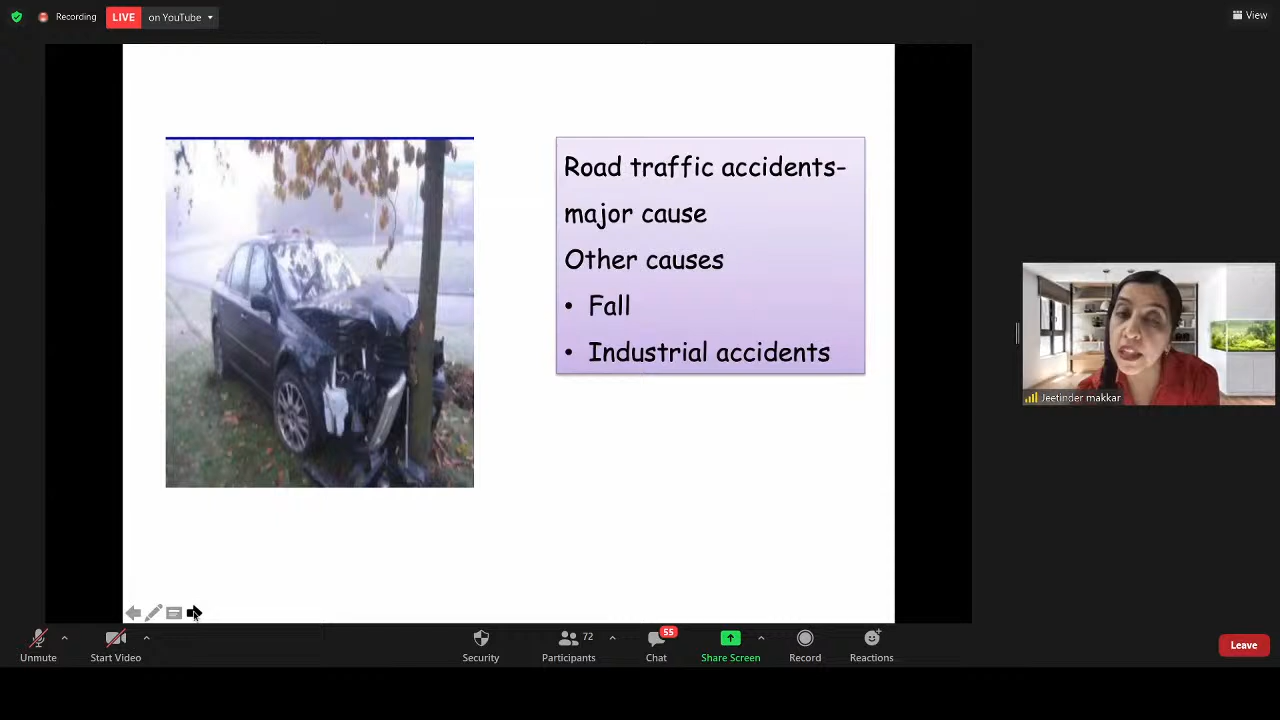 Recording
LIVE
on YouTube
View
Road traffic accidents-
major cause
Other causes
• Fall
• Industrial accidents
Jeetinder makkar
Unmute
Start Video
Security
72
Participants
55
Chat
Share Screen
Record
Reactions
Leave